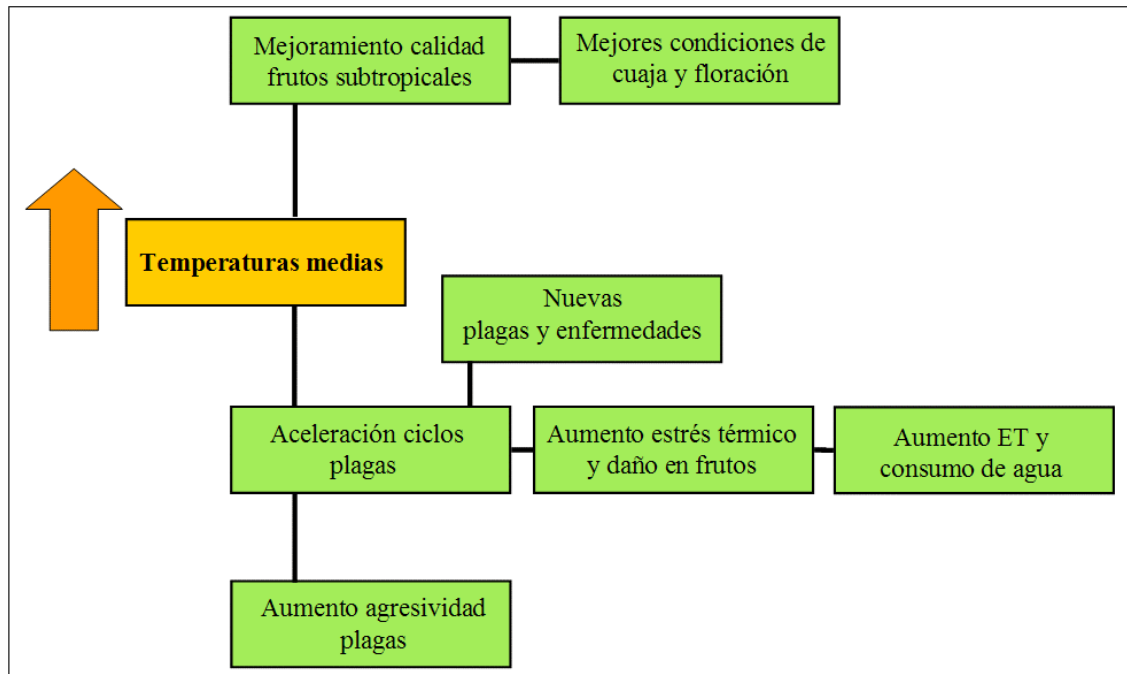 Mejoramiento calidad
frutos subtropicales
Mejores condiciones de
cuaja y floración
Temperaturas medias
Nuevas
plagas y enfermedades
Aceleración ciclos
plagas
Aumento estrés térmico
y daño en frutos
Aumento ET y
consumo de agua
Aumento agresividad
plagas